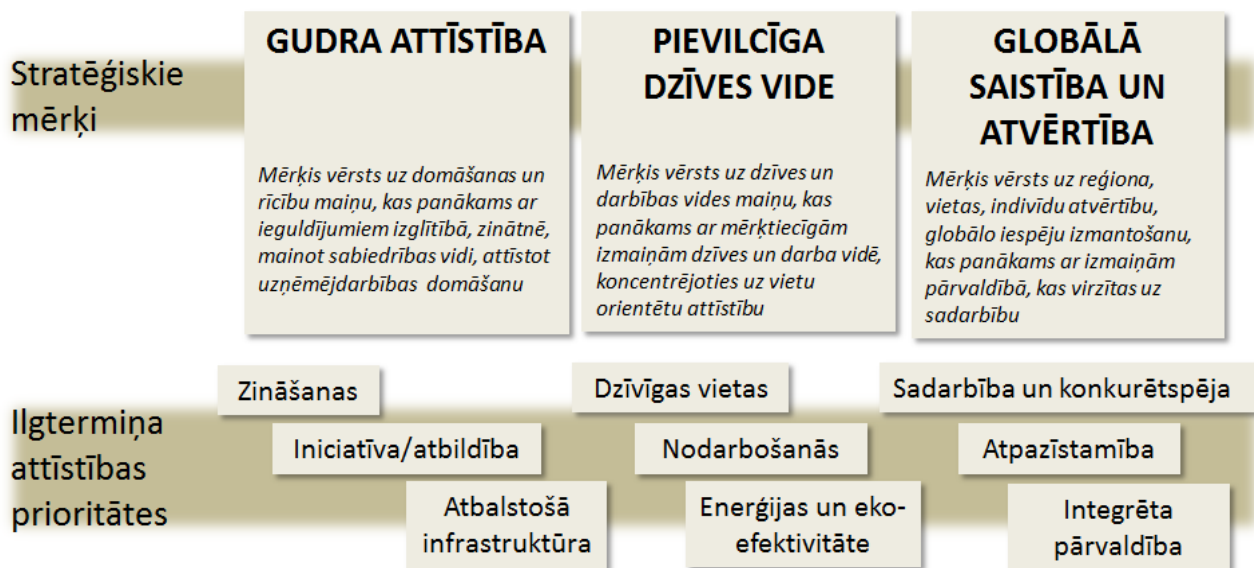 Stratēģiskie
mērķi
GUDRA ATTĪSTĪBA
Mērķis vērsts uz domāšanas un
rīcību maiņu, kas panākams ar
ieguldījumiem izglītībā, zinātnē,
mainot sabiedrības vidi, attīstot
uzņēmējdarbības domāšanu
PIEVILCĪGA
DZĪVES VIDE
Mērķis vērsts uz dzīves un
darbības vides maiņu, kas
panākams ar mērķtiecīgām
izmaiņām dzīves un darba vidē,
koncentrējoties uz vietu
orientētu attīstību
GLOBĀLĀ
SAISTĪBA UN
ATVĒRTĪBA
Mērķis vērsts uz reģiona,
vietas, indivīdu atvērtību,
globālo iespēju izmantošanu,
kas panākams ar izmaiņām
pārvaldībā, kas virzītas uz
sadarbību
Ilgtermiņa
attīstības
prioritātes
Zināšanas
Iniciatīva/atbildība
Atbalstošā
infrastruktūra
Dzīvīgas vietas
Nodarbošanās
Enerģijas un eko-
efektivitāte
Sadarbība un konkurētspēja
Atpazīstamība
Integrēta
pārvaldība